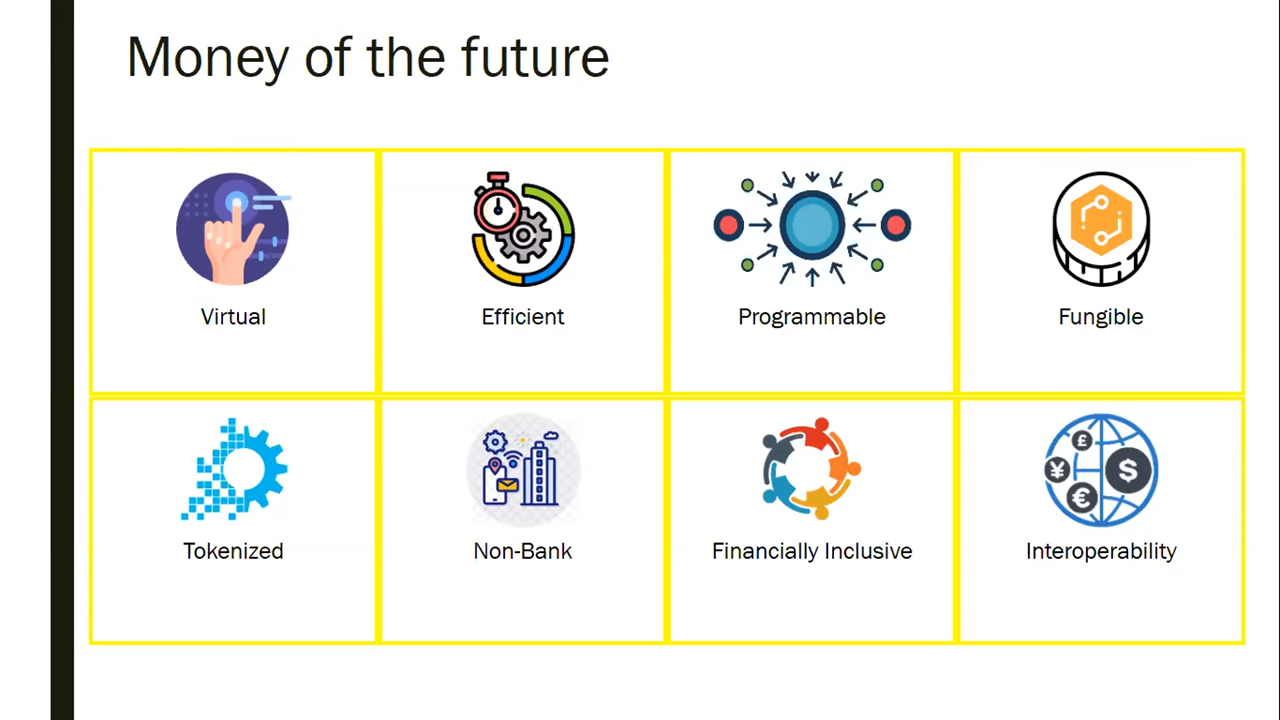 Money of the future
Virtual
Efficient
Programmable
Fungible
£
¥
$
€
Tokenized
Non-Bank
Financially Inclusive
Interoperability